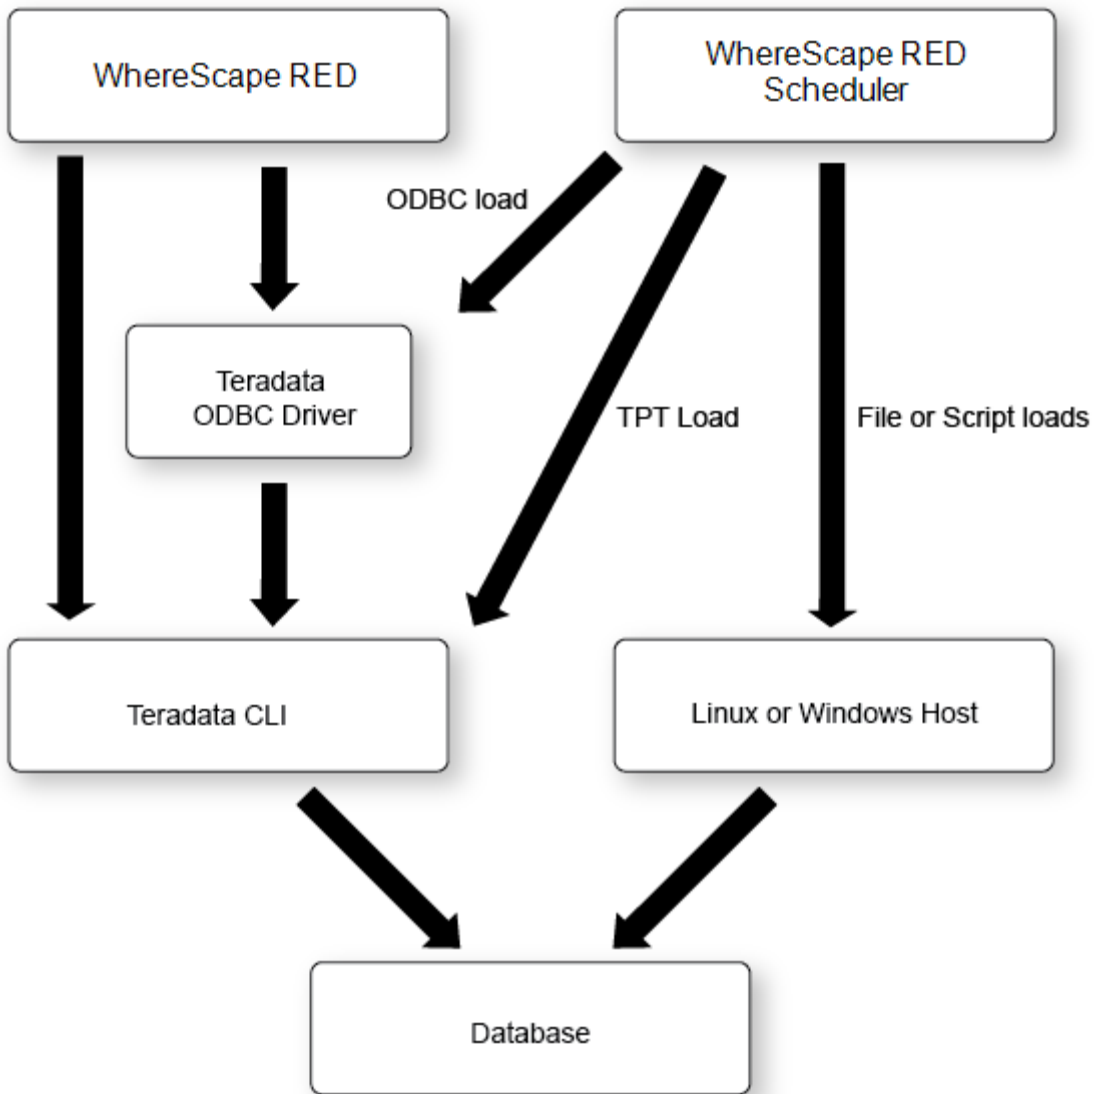 WhereScape RED
WhereScape RED
Scheduler
ODBC load
Teradata
ODBC Driver
TPT Load
File or Script loads
Teradata CLI
Linux or Windows Host
Database